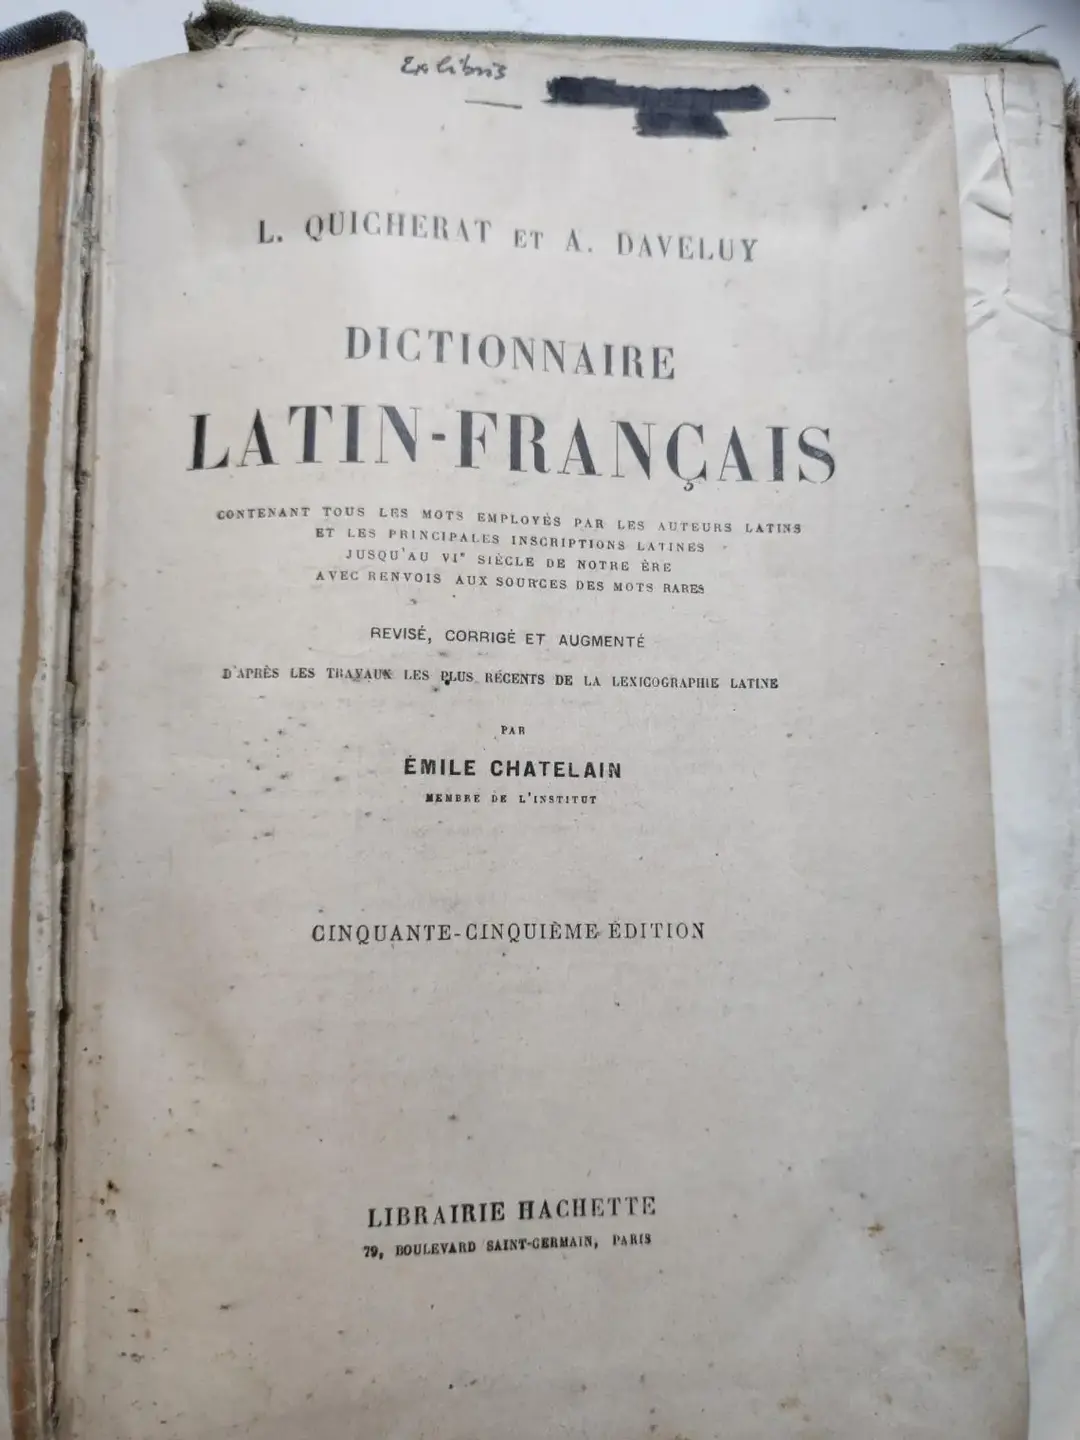 Ex libris
L. QUICHERAT ET A. DAVELUY
DICTIONNAIRE
LATIN-FRANÇAIS
CONTENANT TOUS LES MOTS EMPLOYÉS PAR LES AUTEURS LATINS
ET LES PRINCIPALES INSCRIPTIONS LATINES
JUSQU'AU VIe SIÈCLE DE NOTRE ÈRE
AVEC RENVOIS AUX SOURCES DES MOTS RARES
REVISÉ, CORRIGÉ ET AUGMENTÉ
D'APRÈS LES TRAVAUX LES PLUS RÉCENTS DE LA LEXICOGRAPHIE LATINE
PAR
ÉMILE CHATELAIN
MEMBRE DE L'INSTITUT
CINQUANTE-CINQUIÈME ÉDITION
LIBRAIRIE HACHETTE
79, BOULEVARD SAINT-GERMAIN, PARIS